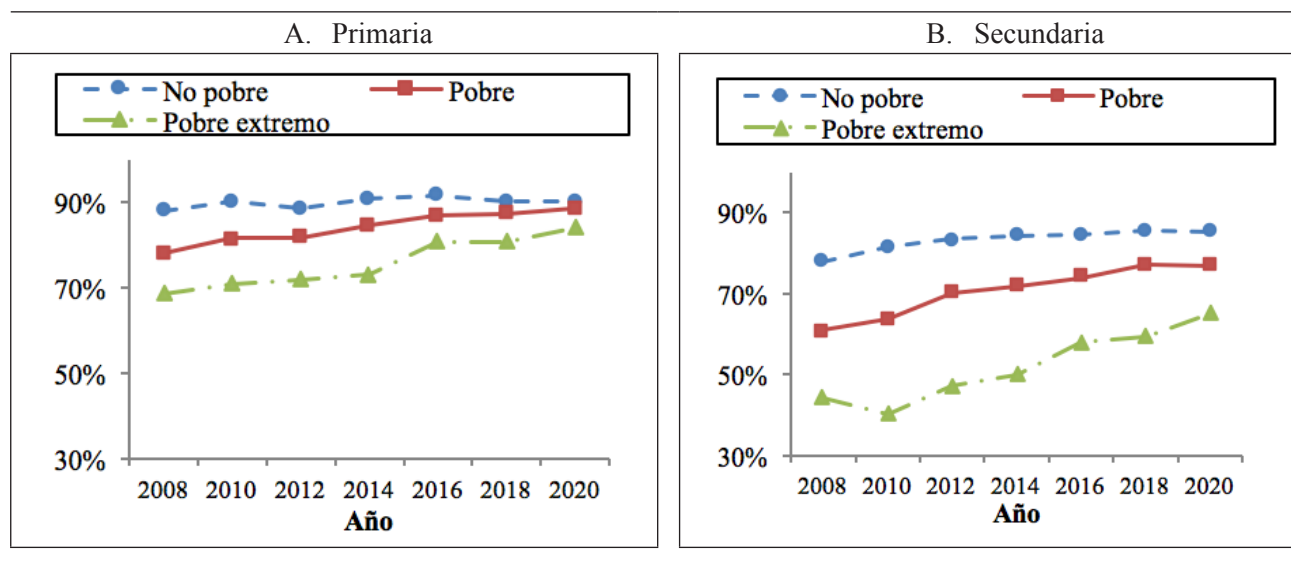 A. Primaria
No pobre
Pobre
Pobre extremo
90%
70%
50%
30%
2008 2010 2012 2014 2016 2018 2020
Año
B. Secundaria
No pobre
Pobre
Pobre extremo
90%
70%
50%
30%
2008 2010 2012 2014 2016 2018 2020
Año